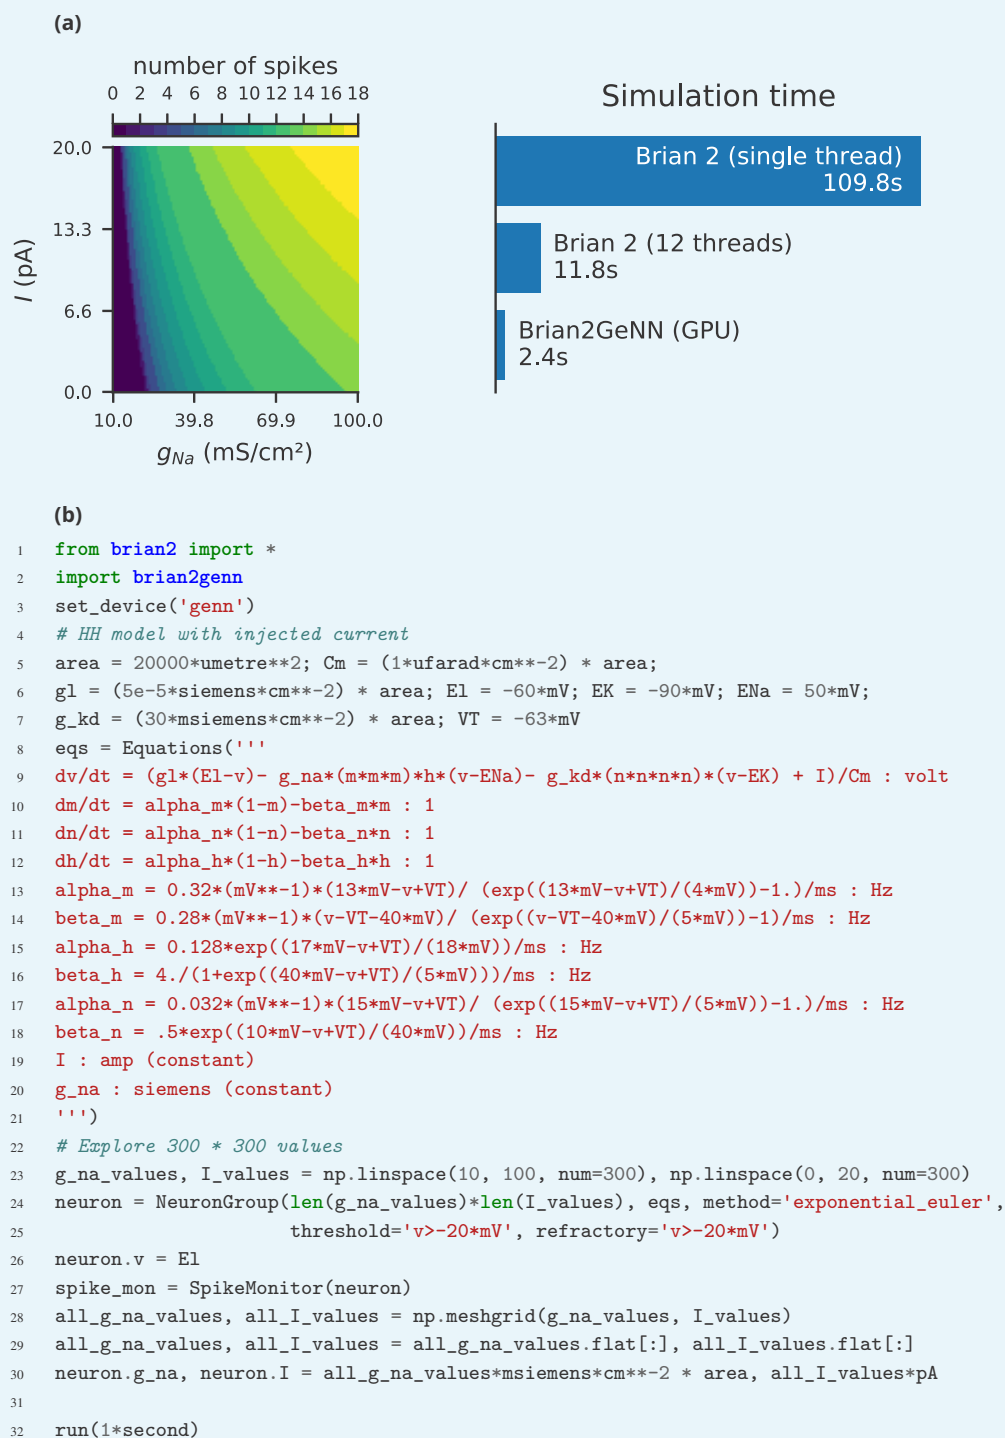 (a)
number of spikes
0 2 4 6 8 10 12 14 16 18
20.0
13.3
6.6
0.0
I (pA)
10.0 39.8 69.9 100.0
gNa (mS/cm²)
Simulation time
Brian 2 (single thread)
109.8s
Brian 2 (12 threads)
11.8s
Brian2GeNN (GPU)
2.4s
(b)
1 from brian2 import *
2 import brian2genn
3 set_device('genn')
4 # HH model with injected current
5 area = 20000*umetre**2; Cm = (1*ufarad*cm**-2) * area;
6 gl = (5e-5*siemens*cm**-2) * area; El = -60*mV; EK = -90*mV; ENa = 50*mV;
7 g_kd = (30*msiemens*cm**-2) * area; VT = -63*mV
8 eqs = Equations('''
9 dv/dt = (gl*(El-v)- g_na*(m*m*m)*h*(v-ENa)- g_kd*(n*n*n*n)*(v-EK) + I)/Cm : volt
10 dm/dt = alpha_m*(1-m)-beta_m*m : 1
11 dn/dt = alpha_n*(1-n)-beta_n*n : 1
12 dh/dt = alpha_h*(1-h)-beta_h*h : 1
13 alpha_m = 0.32*(mV**-1)*(13*mV-v+VT)/ (exp((13*mV-v+VT)/(4*mV))-1.)/ms : Hz
14 beta_m = 0.28*(mV**-1)*(v-VT-40*mV)/ (exp((v-VT-40*mV)/(5*mV))-1)/ms : Hz
15 alpha_h = 0.128*exp((17*mV-v+VT)/(18*mV))/ms : Hz
16 beta_h = 4./(1+exp((40*mV-v+VT)/(5*mV)))/ms : Hz
17 alpha_n = 0.032*(mV**-1)*(15*mV-v+VT)/ (exp((15*mV-v+VT)/(5*mV))-1.)/ms : Hz
18 beta_n = .5*exp((10*mV-v+VT)/(40*mV))/ms : Hz
19 I : amp (constant)
20 g_na : siemens (constant)
21 ''')
22 # Explore 300 * 300 values
23 g_na_values, I_values = np.linspace(10, 100, num=300), np.linspace(0, 20, num=300)
24 neuron = NeuronGroup(len(g_na_values)*len(I_values), eqs, method='exponential_euler',
25 threshold='v>-20*mV', refractory='v>-20*mV')
26 neuron.v = El
27 spike_mon = SpikeMonitor(neuron)
28 all_g_na_values, all_I_values = np.meshgrid(g_na_values, I_values)
29 all_g_na_values, all_I_values = all_g_na_values.flat[:], all_I_values.flat[:]
30 neuron.g_na, neuron.I = all_g_na_values*msiemens*cm**-2 * area, all_I_values*pA
31
32 run(1*second)